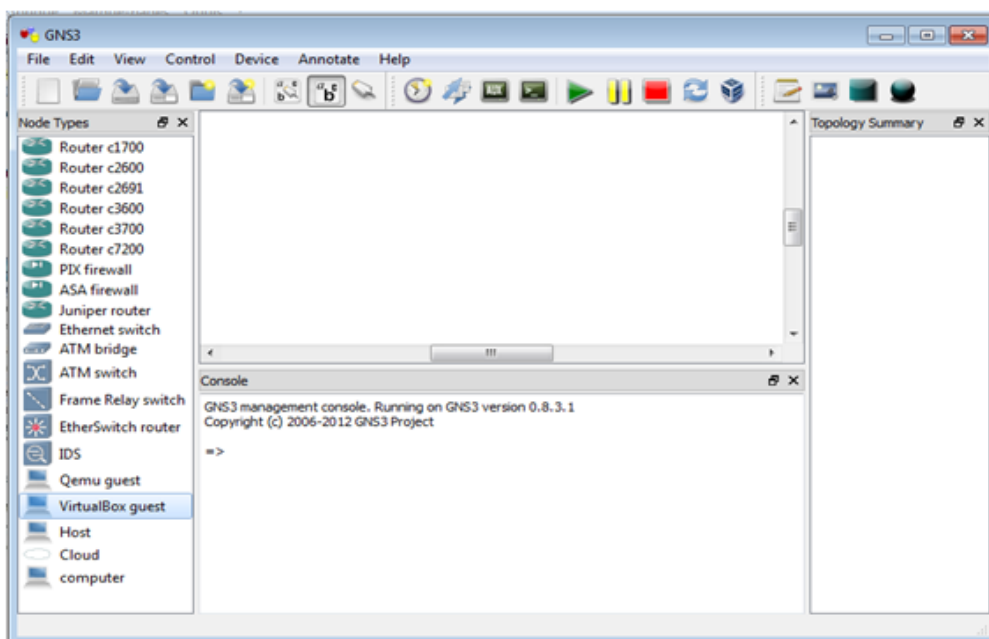 GNS3
File Edit View Control Device Annotate Help
Node Types
Router c1700
Router c2600
Router c2691
Router c3600
Router c3700
Router c7200
PIX firewall
ASA firewall
Juniper router
Ethernet switch
ATM bridge
ATM switch
Frame Relay switch
EtherSwitch router
IDS
Qemu guest
VirtualBox guest
Host
Cloud
computer
Console
GNS3 management console. Running on GNS3 version 0.8.3.1
Copyright (c) 2006-2012 GNS3 Project
=>
Topology Summary